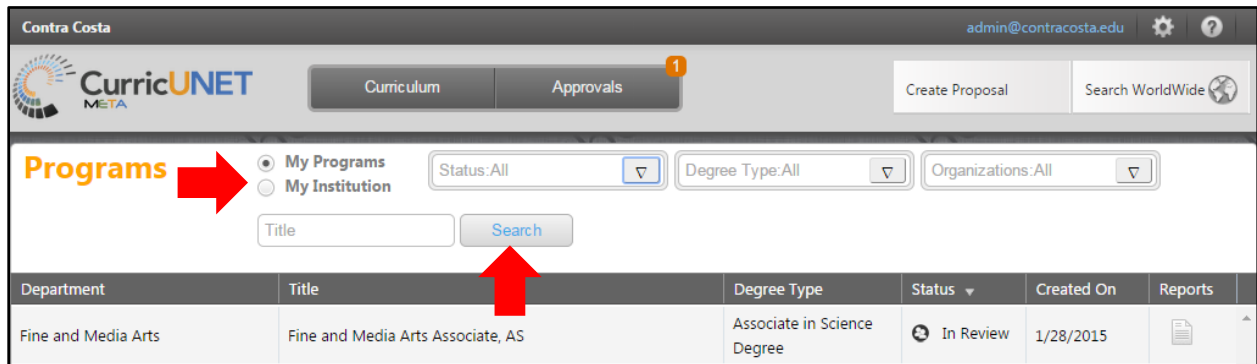 Contra Costa admin@contracosta.edu
CurricUNET
META
Curriculum Approvals 1
Create Proposal Search WorldWide
Programs
My Programs
My Institution
Status:All Degree Type:All Organizations:All
Title Search
Department Title Degree Type Status Created On Reports
Fine and Media Arts Fine and Media Arts Associate, AS Associate in Science
Degree In Review 1/28/2015